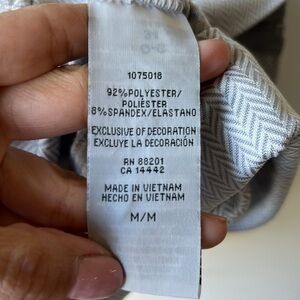 1075018
92%POLYESTER/
POLIÉSTER
8%SPANDEX/ELASTANO
EXCLUSIVE OF DECORATION
EXCLUYE LA DECORACIÓN
RN 88201
CA 14442
MADE IN VIETNAM
HECHO EN VIETNAM
M/M